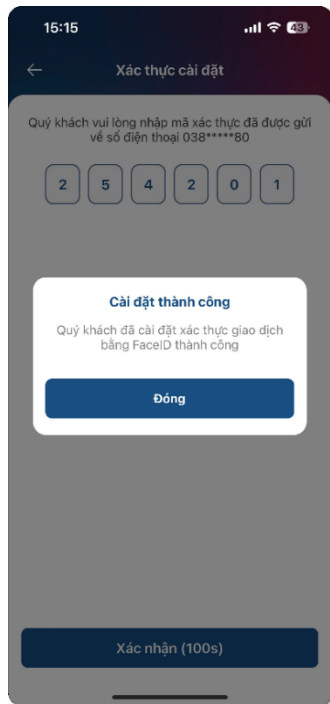 15:15
43
Xác thực cài đặt
Quý khách vui lòng nhập mã xác thực đã được gửi
về số điện thoại 038*****80
2 5 4 2 0 1
Cài đặt thành công
Quý khách đã cài đặt xác thực giao dịch
bằng FaceID thành công
Đóng
Xác nhận (100s)